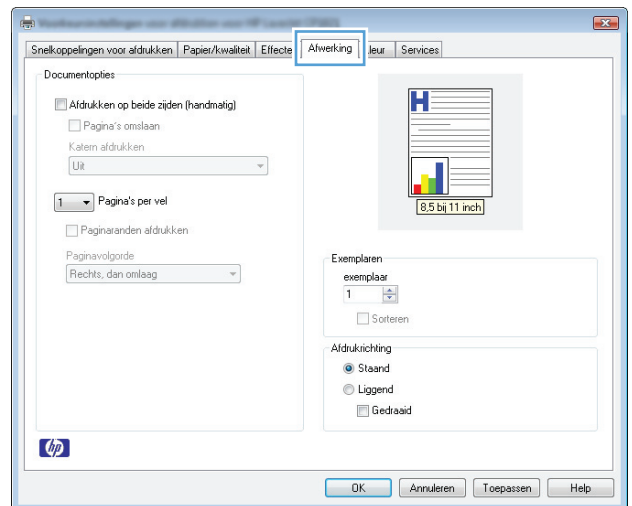 Snelkoppelingen voor afdrukken Papier/kwaliteit Effecte Afwerking leur Services
Documentopties
Afdrukken op beide zijden (handmatig)
Pagina's omslaan
Katern afdrukken
Uit
1 Pagina's per vel
Paginaranden afdrukken
Paginavolgorde
Rechts, dan omlaag
H
8,5 bij 11 inch
Exemplaren
exemplaar
1
Sorteren
Afdrukrichting
Staand
Liggend
Gedraaid
hp
OK Annuleren Toepassen Help